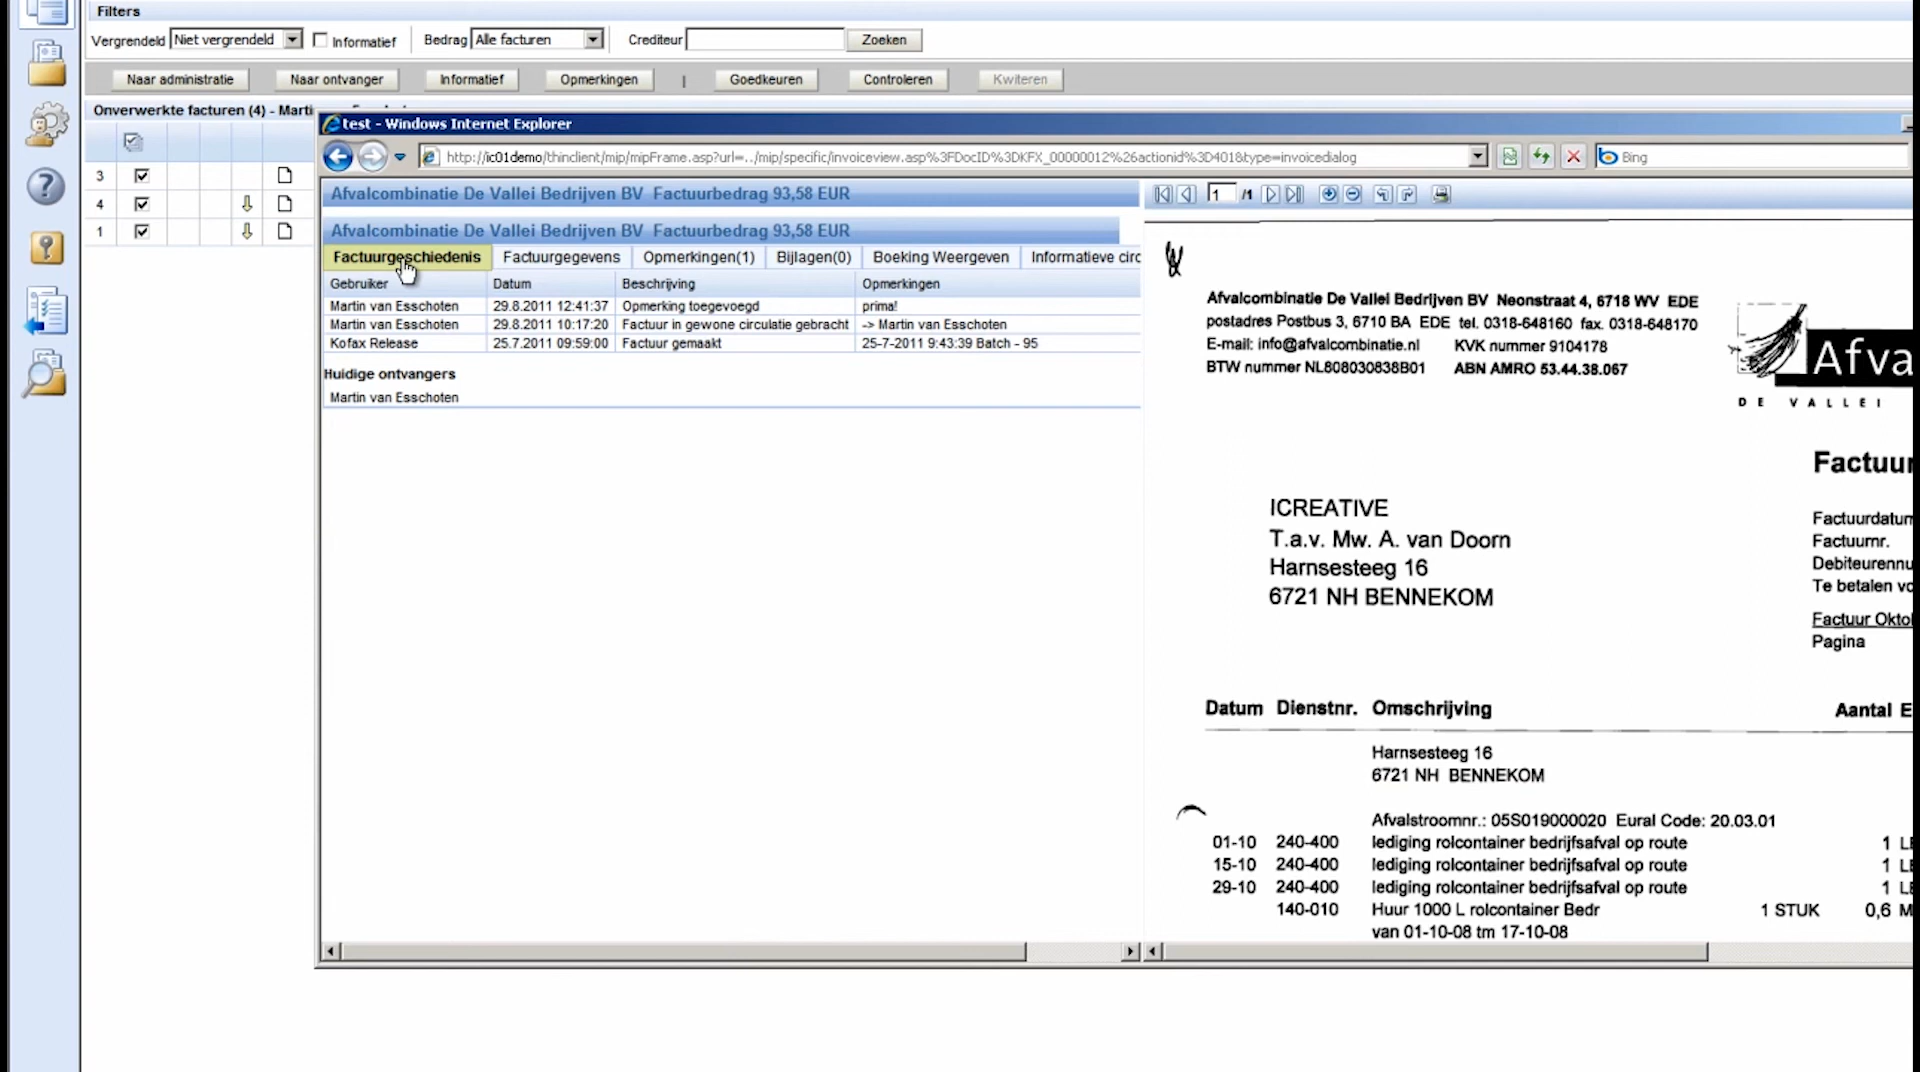 Filters
Vergrendeld Niet vergrendeld Informatief Bedrag Alle facturen Crediteur Zoeken
Naar administratie Naar ontvanger Informatief Opmerkingen | Goedkeuren Controleren Kwiteren
Onverwerkte facturen (4) - Marti
3
4
1
test - Windows Internet Explorer
http://ic01demo/thinclient/mip/mipFrame.asp?url=../mip/specific/invoiceview.asp%3FDocID%3DKFX_00000012%26actionid%3D401&type=invoicedialog Bing
Afvalcombinatie De Vallei Bedrijven BV Factuurbedrag 93,58 EUR
Afvalcombinatie De Vallei Bedrijven BV Factuurbedrag 93,58 EUR
Factuurgeschiedenis Factuurgegevens Opmerkingen(1) Bijlagen(0) Boeking Weergeven Informatieve circ
Gebruiker Datum Beschrijving Opmerkingen
Martin van Esschoten 29.8.2011 12:41:37 Opmerking toegevoegd prima!
Martin van Esschoten 29.8.2011 10:17:20 Factuur in gewone circulatie gebracht -> Martin van Esschoten
Kofax Release 25.7.2011 09:59:00 Factuur gemaakt 25-7-2011 9:43:39 Batch - 95
Huidige ontvangers
Martin van Esschoten
1 /1
Afvalcombinatie De Vallei Bedrijven BV Neonstraat 4, 6718 WV EDE
postadres Postbus 3, 6710 BA EDE tel. 0318-648160 fax. 0318-648170
E-mail: info@afvalcombinatie.nl KVK nummer 9104178
BTW nummer NL808030838B01 ABN AMRO 53.44.38.067
Afva
DE VALLEI
Factuur
ICREATIVE
T.a.v. Mw. A. van Doorn
Harnsesteeg 16
6721 NH BENNEKOM
Factuurdatum
Factuurnr.
Debiteurennu
Te betalen vo
Factuur Oktol
Pagina
Datum Dienstnr. Omschrijving Aantal E
Harnsesteeg 16
6721 NH BENNEKOM
Afvalstroomnr.: 05S019000020 Eural Code: 20.03.01
01-10 240-400 lediging rolcontainer bedrijfsafval op route 1 LE
15-10 240-400 lediging rolcontainer bedrijfsafval op route 1 LE
29-10 240-400 lediging rolcontainer bedrijfsafval op route 1 LE
140-010 Huur 1000 L rolcontainer Bedr 1 STUK 0,6 M
van 01-10-08 tm 17-10-08